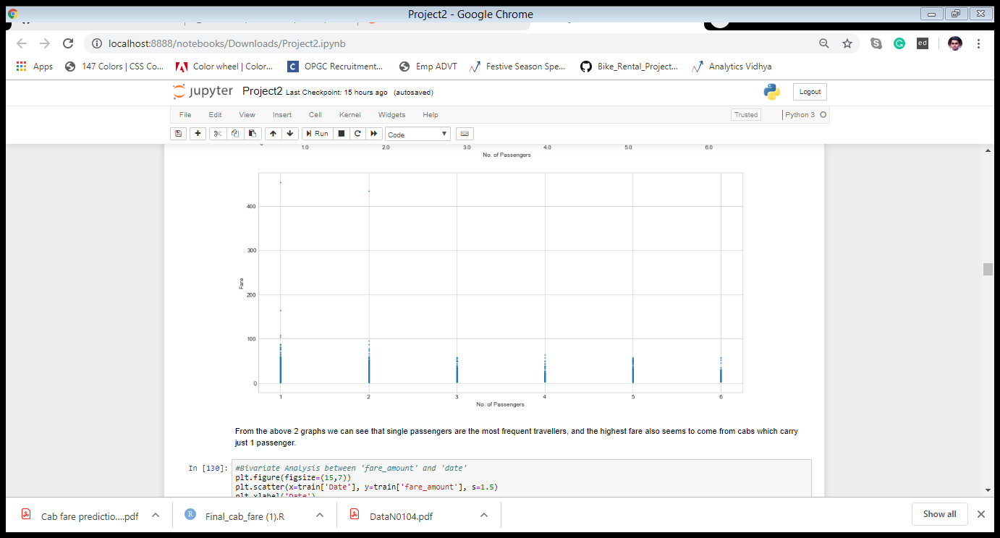 Project2 - Google Chrome
localhost:8888/notebooks/Downloads/Project2.ipynb
ed
Apps 147 Colors | CSS Co... Color wheel | Color... OPGC Recruitment... Emp ADVT Festive Season Spe... Bike_Rental_Project... Analytics Vidhya
jupyter Project2 Last Checkpoint: 15 hours ago (autosaved) Logout
File Edit View Insert Cell Kernel Widgets Help Trusted Python 3
Run Code
1.0 2.0 3.0 4.0 5.0 6.0
No. of Passengers
400
300
Fare
200
100
0
1 2 3 4 5 6
No. of Passengers
From the above 2 graphs we can see that single passengers are the most frequent travellers, and the highest fare also seems to come from cabs which carry
just 1 passenger.
In [130]: #Bivariate Analysis between 'fare_amount' and 'date'
plt.figure(figsize=(15,7))
plt.scatter(x=train['Date'], y=train['fare_amount'], s=1.5)
plt.xlabel('Date')
Cab fare predictio....pdf Final_cab_fare (1).R DataN0104.pdf Show all